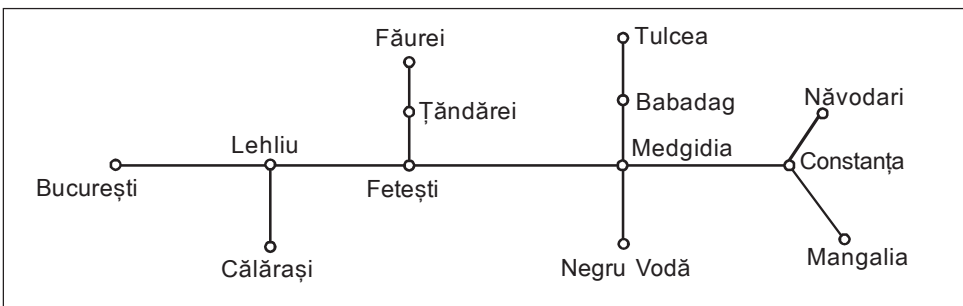 Tulcea
Făurei
Năvodari
Babadag
Țăndărei
Lehliu
Medgidia
Constanța
București
Fetești
Mangalia
Călărași
Negru Vodă